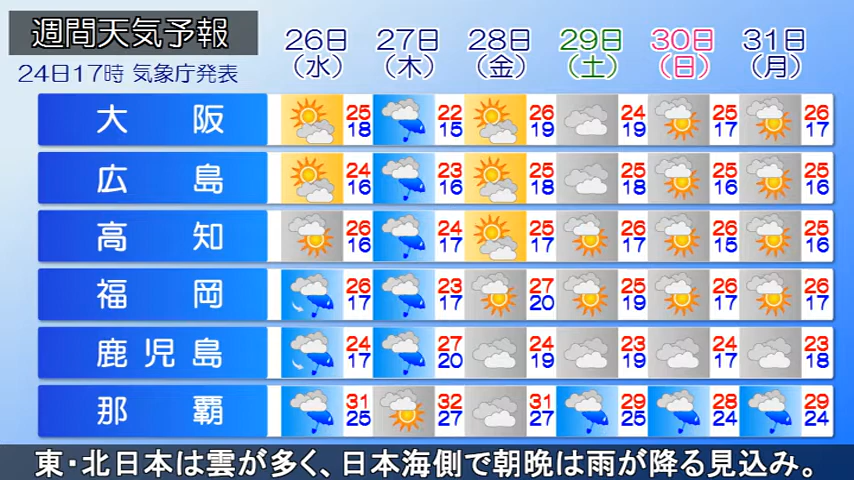 週間天気予報
24日17時 気象庁発表
26日 27日 28日 29日 30日 31日
(水) (木) (金) (土) (日) (月)
大阪 25 18 22 15 26 19 24 19 25 17 26 17
広島 24 16 23 16 25 18 25 18 25 16 25 16
高知 26 16 24 17 25 17 26 17 26 15 25 16
福岡 26 17 23 17 27 20 25 19 26 17 26 17
鹿児島 24 17 27 20 24 19 23 19 24 17 23 18
那覇 31 25 32 27 31 27 29 25 28 24 29 24
東・北日本は雲が多く、日本海側で朝晩は雨が降る見込み。